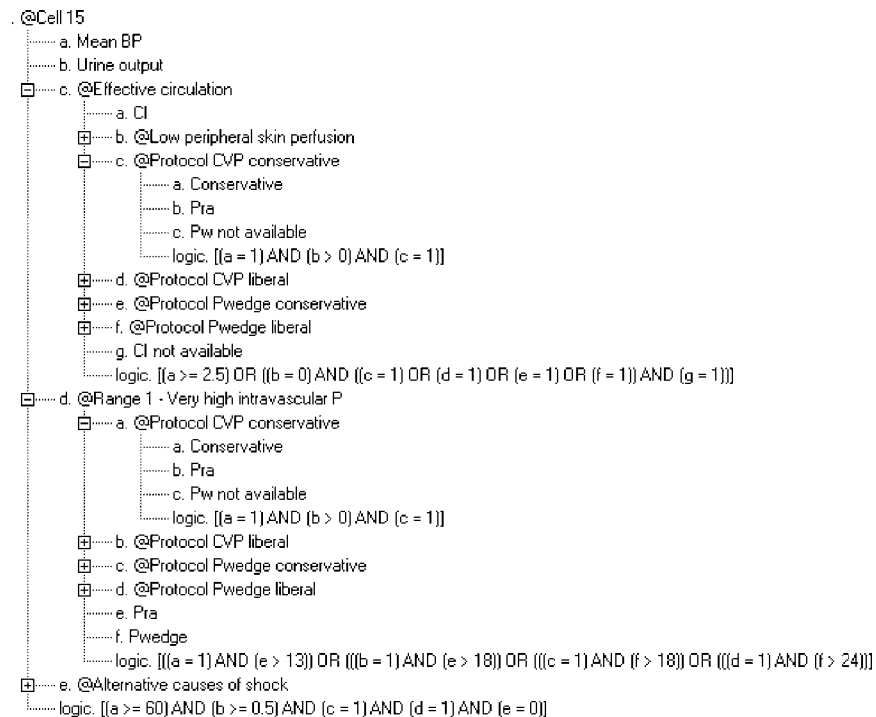 . @Cell 15
a. Mean BP
b. Urine output
c. @Effective circulation
a. CI
b. @Low peripheral skin perfusion
c. @Protocol CVP conservative
a. Conservative
b. Pra
c. Pw not available
logic. [(a = 1) AND (b > 0) AND (c = 1)]
d. @Protocol CVP liberal
e. @Protocol Pwedge conservative
f. @Protocol Pwedge liberal
g. CI not available
logic. [(a >= 2.5) OR ((b = 0) AND ((c = 1) OR (d = 1) OR (e = 1) OR (f = 1)) AND (g = 1))]
d. @Range 1 - Very high intravascular P
a. @Protocol CVP conservative
a. Conservative
b. Pra
c. Pw not available
logic. [(a = 1) AND (b > 0) AND (c = 1)]
b. @Protocol CVP liberal
c. @Protocol Pwedge conservative
d. @Protocol Pwedge liberal
e. Pra
f. Pwedge
logic. [((a = 1) AND (e > 13)) OR (((b = 1) AND (e > 18)) OR (((c = 1) AND (f > 18)) OR (((d = 1) AND (f > 24))]
e. @Alternative causes of shock
logic. [(a >= 60) AND (b >= 0.5) AND (c = 1) AND (d = 1) AND (e = 0)]